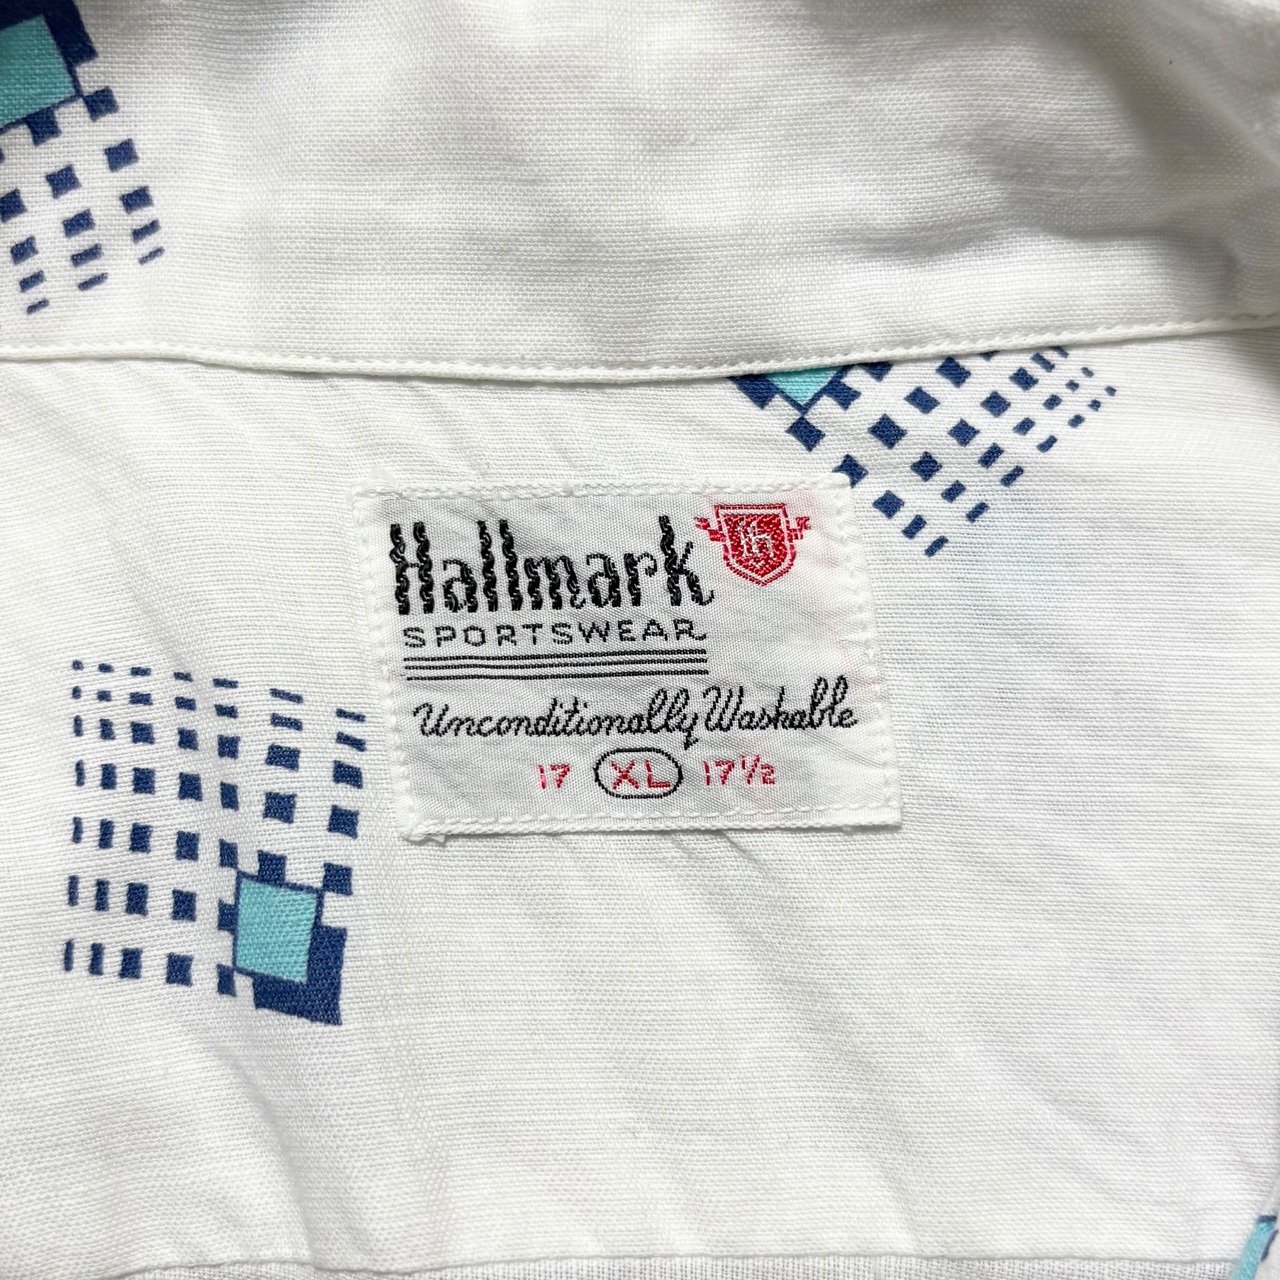 Hallmark
SPORTSWEAR
Unconditionally Washable
17 XL 17½